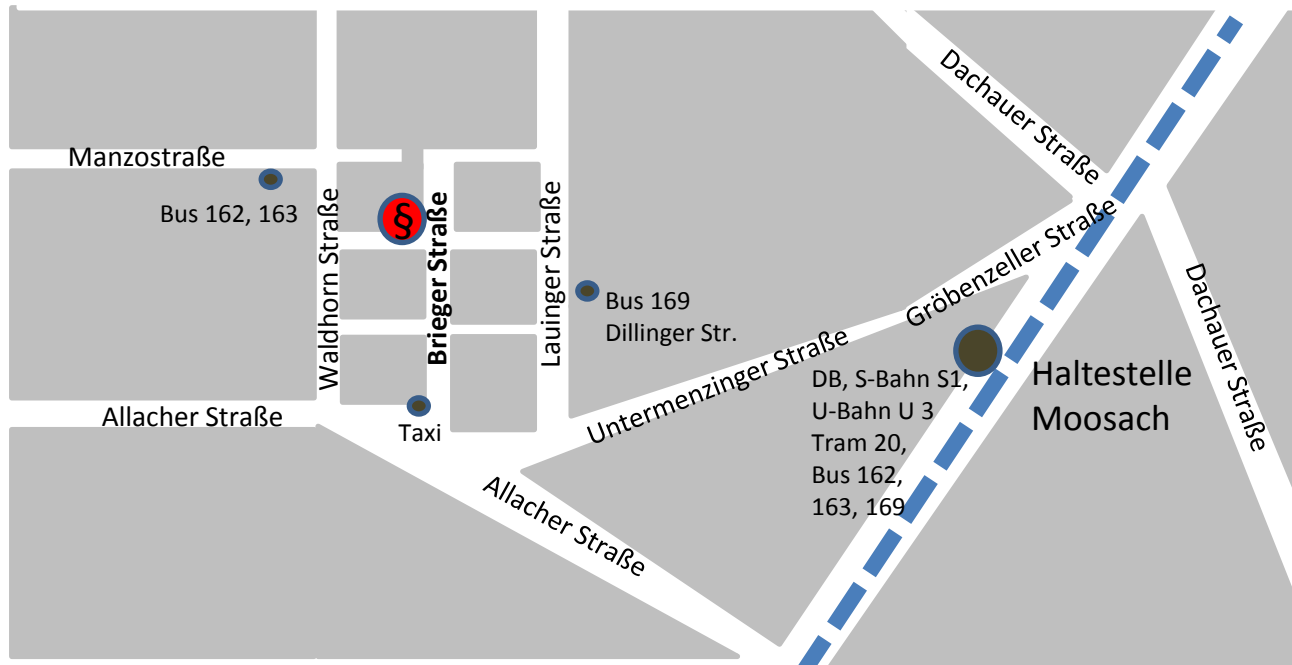 Dachauer Straße
Manzostraße
Bus 162, 163
§
Waldhorn Straße
Brieger Straße
Lauinger Straße
Bus 169
Dillinger Str.
Gröbenzeller Straße
Dachauer Straße
Untermenzinger Straße
DB, S-Bahn S1,
U-Bahn U 3
Tram 20,
Bus 162,
163, 169
Haltestelle
Moosach
Allacher Straße
Taxi
Allacher Straße